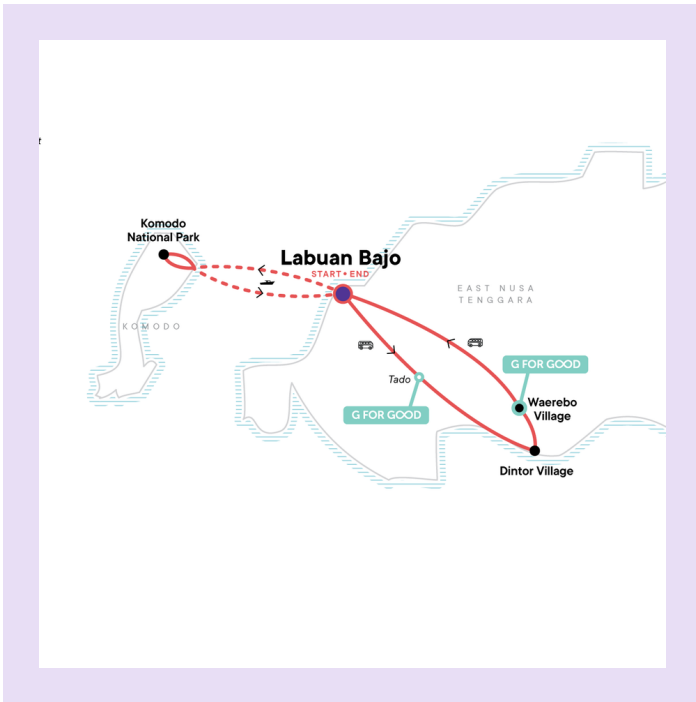 t
Komodo
National Park
Labuan Bajo
START • END
EAST NUSA
TENGGARA
KOMODO
G FOR GOOD
Tado
Waerebo
Village
G FOR GOOD
Dintor Village